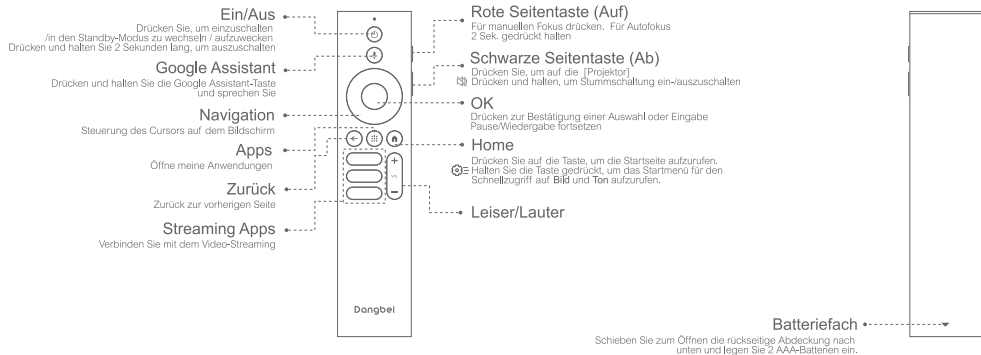 Ein/Aus
Drücken Sie, um einzuschalten
/in den Standby-Modus zu wechseln / aufzuwecken
Drücken und halten Sie 2 Sekunden lang, um auszuschalten
Google Assistant
Drücken und halten Sie die Google Assistant-Taste
und sprechen Sie
Navigation
Steuerung des Cursors auf dem Bildschirm
Apps
Öffne meine Anwendungen
Zurück
Zurück zur vorherigen Seite
Streaming Apps
Verbinden Sie mit dem Video-Streaming
VOL
Dangbei
Rote Seitentaste (Auf)
Für manuellen Fokus drücken. Für Autofokus
2 Sek. gedrückt halten
Schwarze Seitentaste (Ab)
Drücken Sie, um auf die [Projektor]
Drücken und halten, um Stummschaltung ein-/auszuschalten
OK
Drücken zur Bestätigung einer Auswahl oder Eingabe
Pause/Wiedergabe fortsetzen
Home
Drücken Sie auf die Taste, um die Startseite aufzurufen.
Halten Sie die Taste gedrückt, um das Startmenü für den
Schnellzugriff auf Bild und Ton aufzurufen.
Leiser/Lauter
Batteriefach
Schieben Sie zum Öffnen die rückseitige Abdeckung nach
unten und legen Sie 2 AAA-Batterien ein.